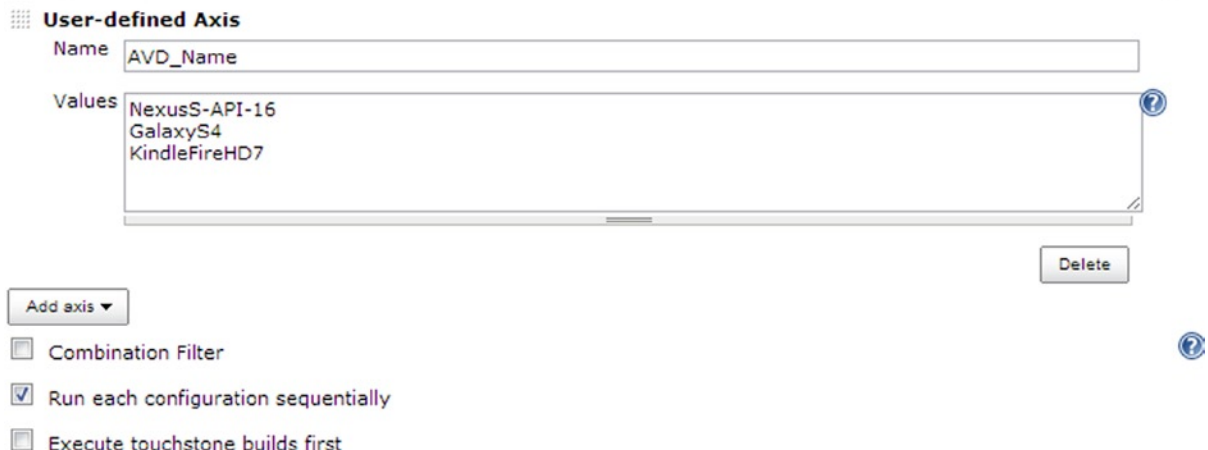 User-defined Axis
Name AVD_Name
Values NexusS-API-16
GalaxyS4
KindleFireHD7
Delete
Add axis
Combination Filter
Run each configuration sequentially
Execute touchstone builds first